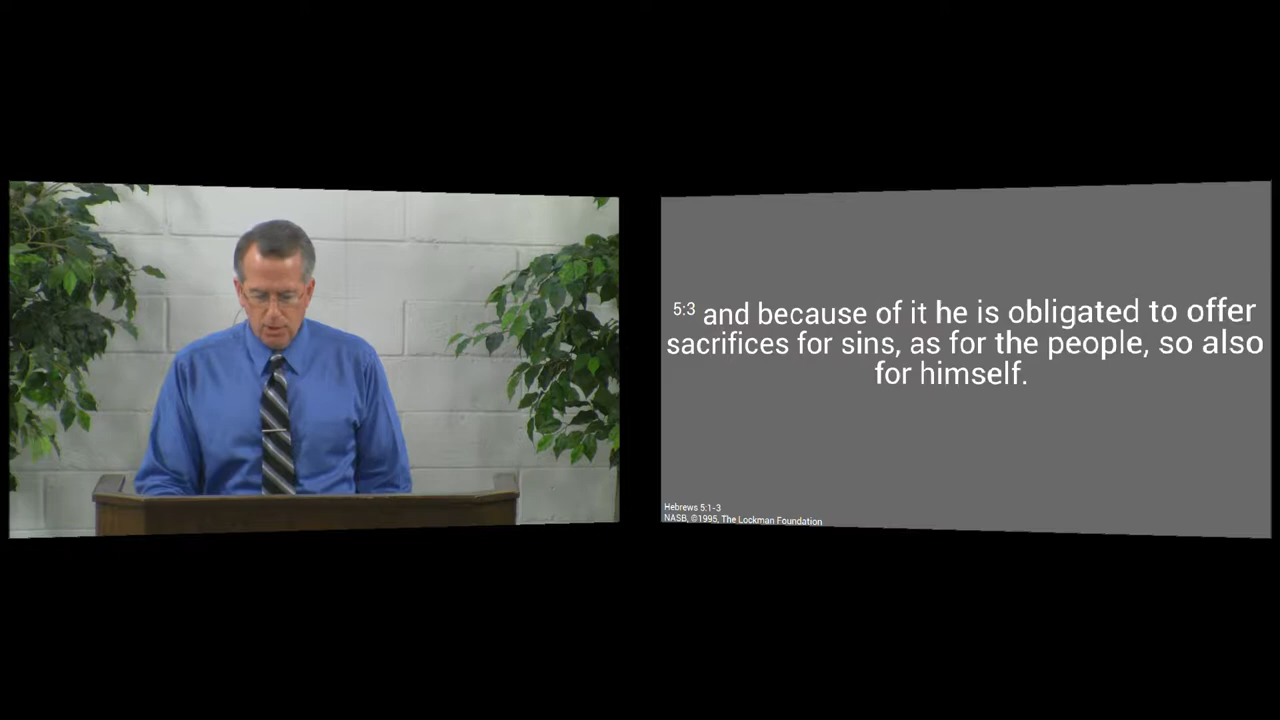 5:3 and because of it he is obligated to offer
sacrifices for sins, as for the people, so also
for himself.
Hebrews 5:1-3
NASB, ©1995, The Lockman Foundation